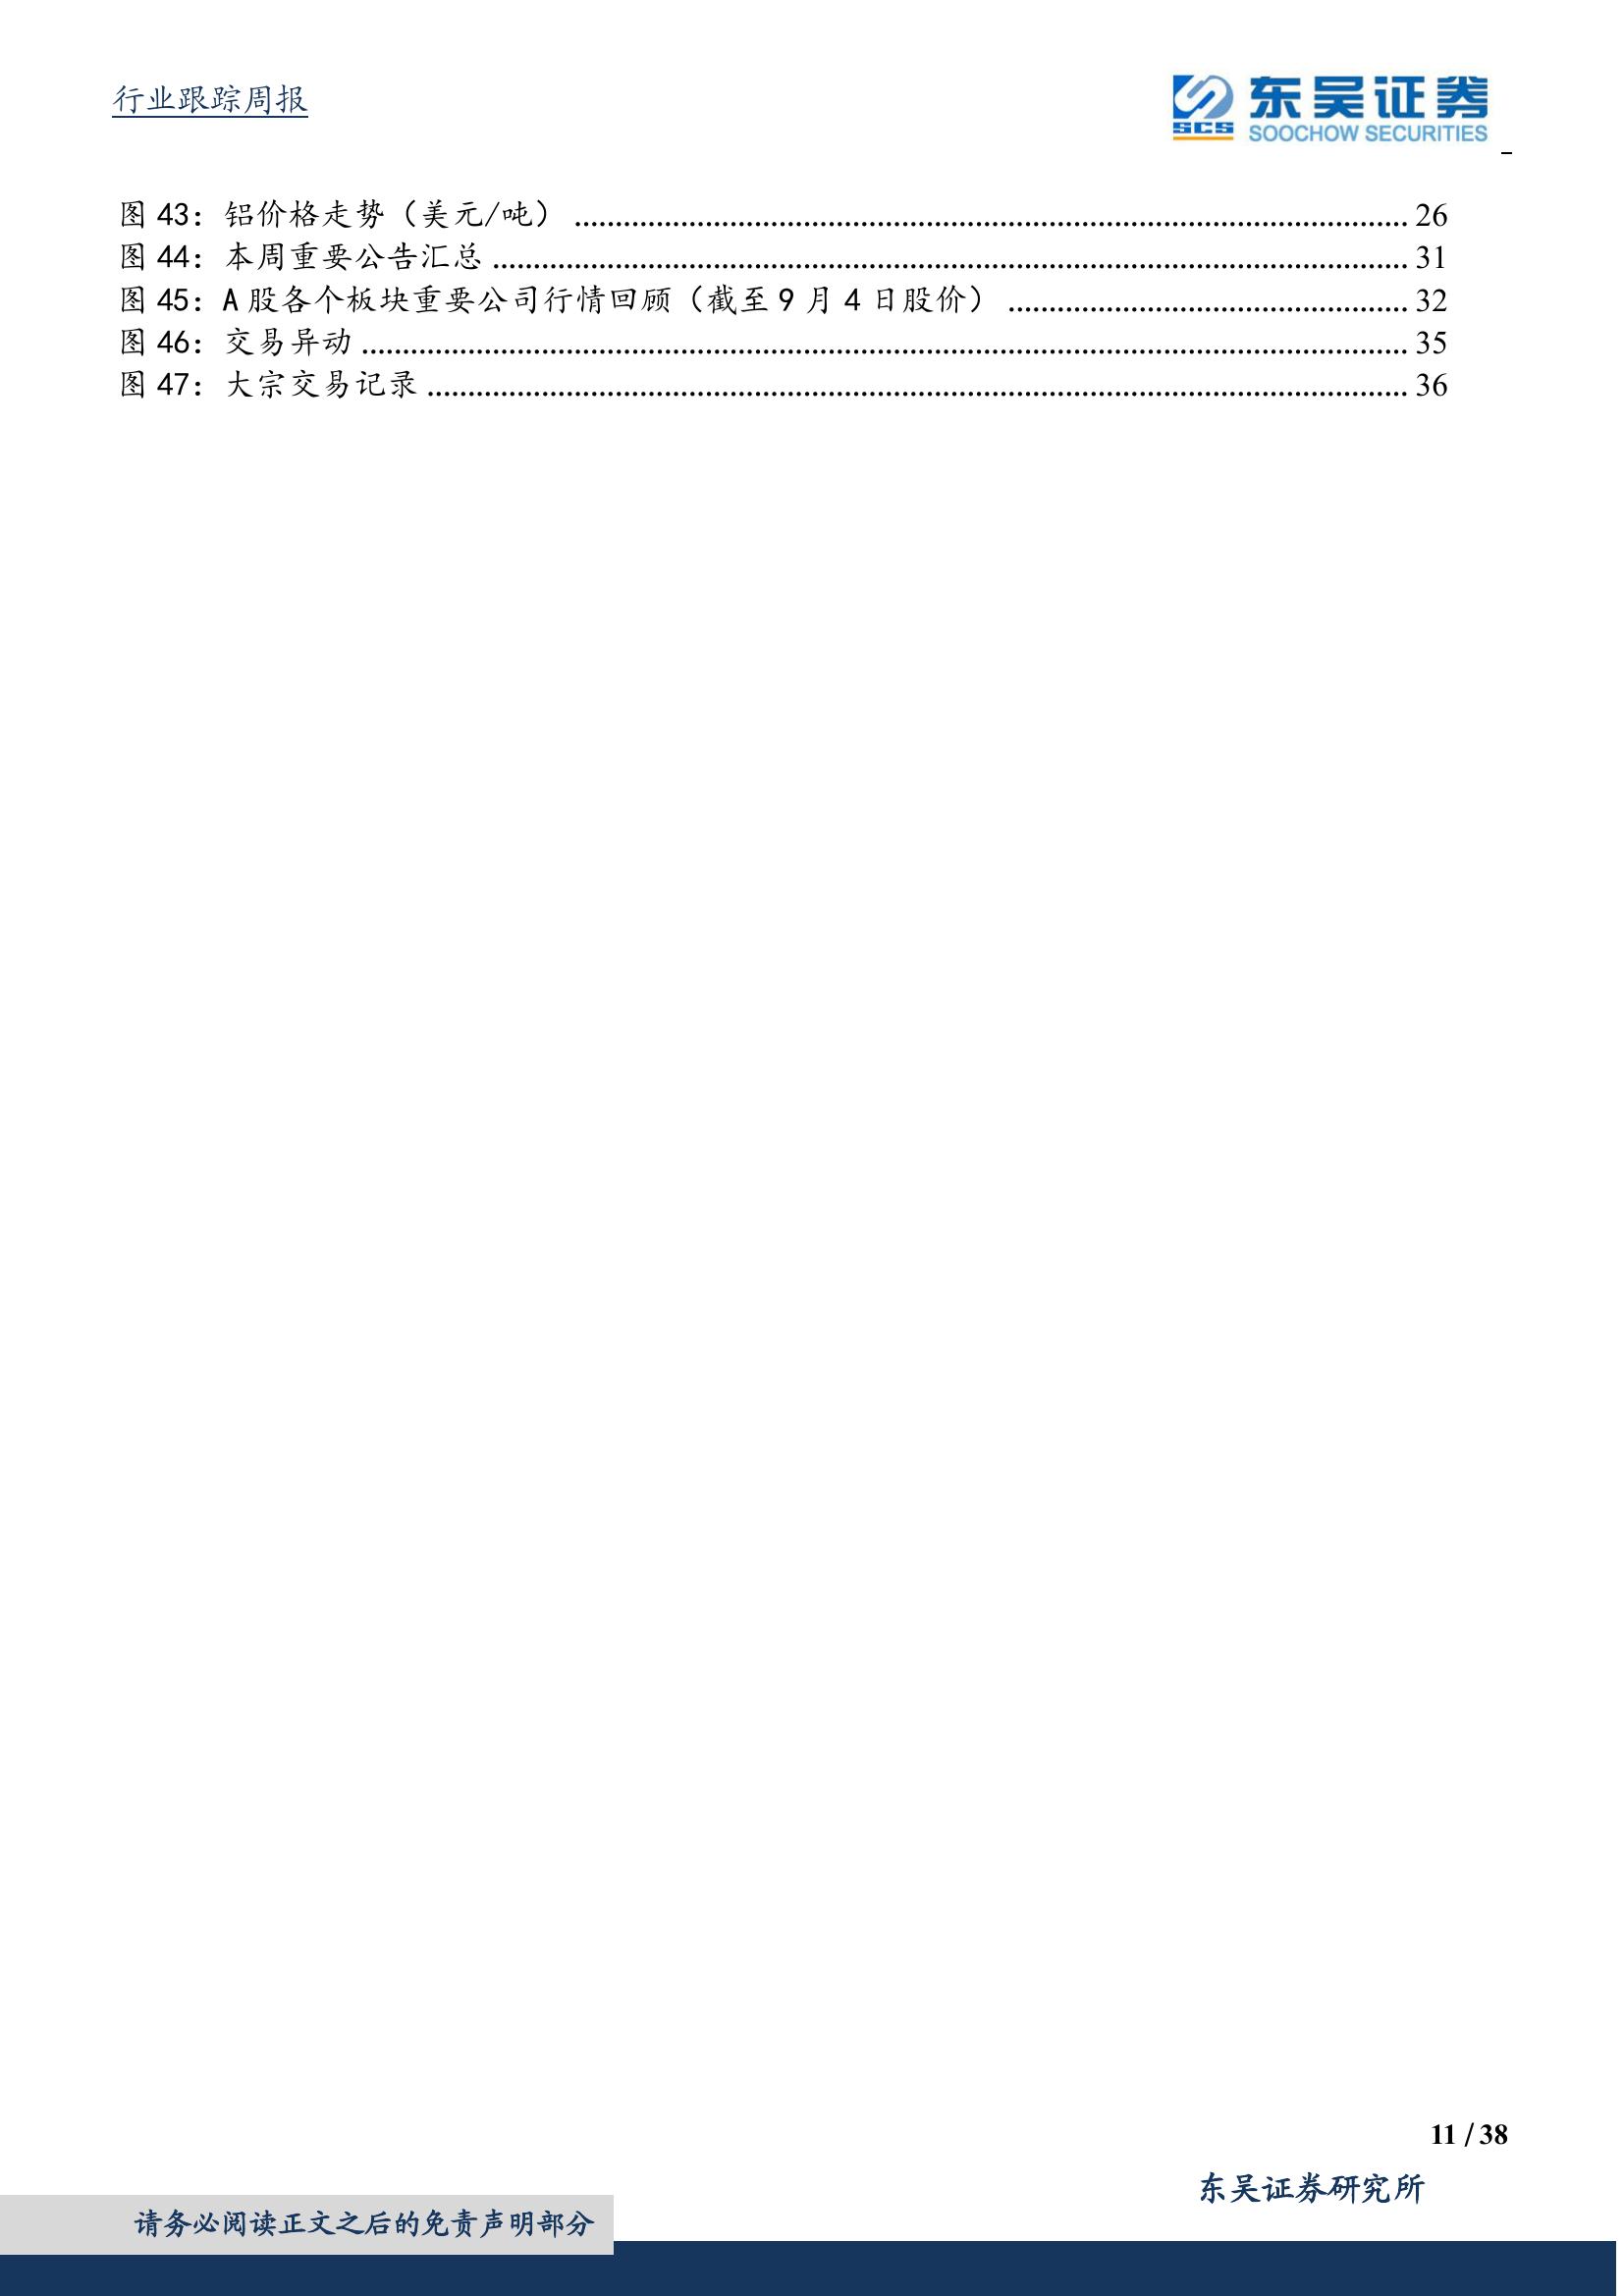 行业跟踪周报
SCS 东吴证券
SOOCHOW SECURITIES
图 43：铝价格走势（美元/吨） ........................................................................................................ 26
图 44：本周重要公告汇总 .................................................................................................................. 31
图 45：A 股各个板块重要公司行情回顾（截至 9 月 4 日股价） .................................................. 32
图 46：交易异动 .................................................................................................................................. 35
图 47：大宗交易记录 .......................................................................................................................... 36
11 / 38
东吴证券研究所
请务必阅读正文之后的免责声明部分